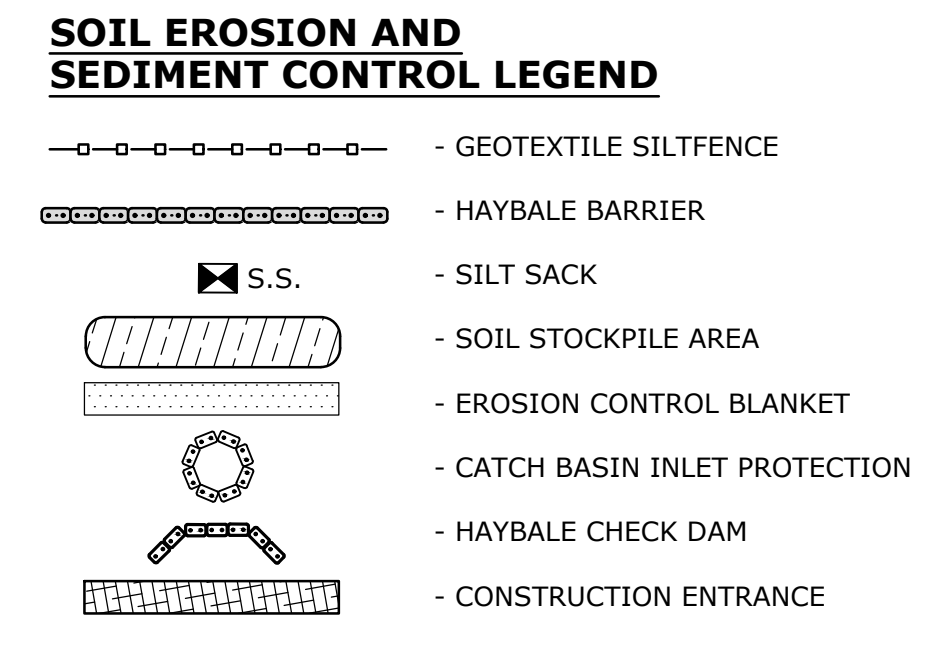 SOIL EROSION AND
SEDIMENT CONTROL LEGEND
- GEOTEXTILE SILTFENCE
- HAYBALE BARRIER
S.S. - SILT SACK
- SOIL STOCKPILE AREA
- EROSION CONTROL BLANKET
- CATCH BASIN INLET PROTECTION
- HAYBALE CHECK DAM
- CONSTRUCTION ENTRANCE